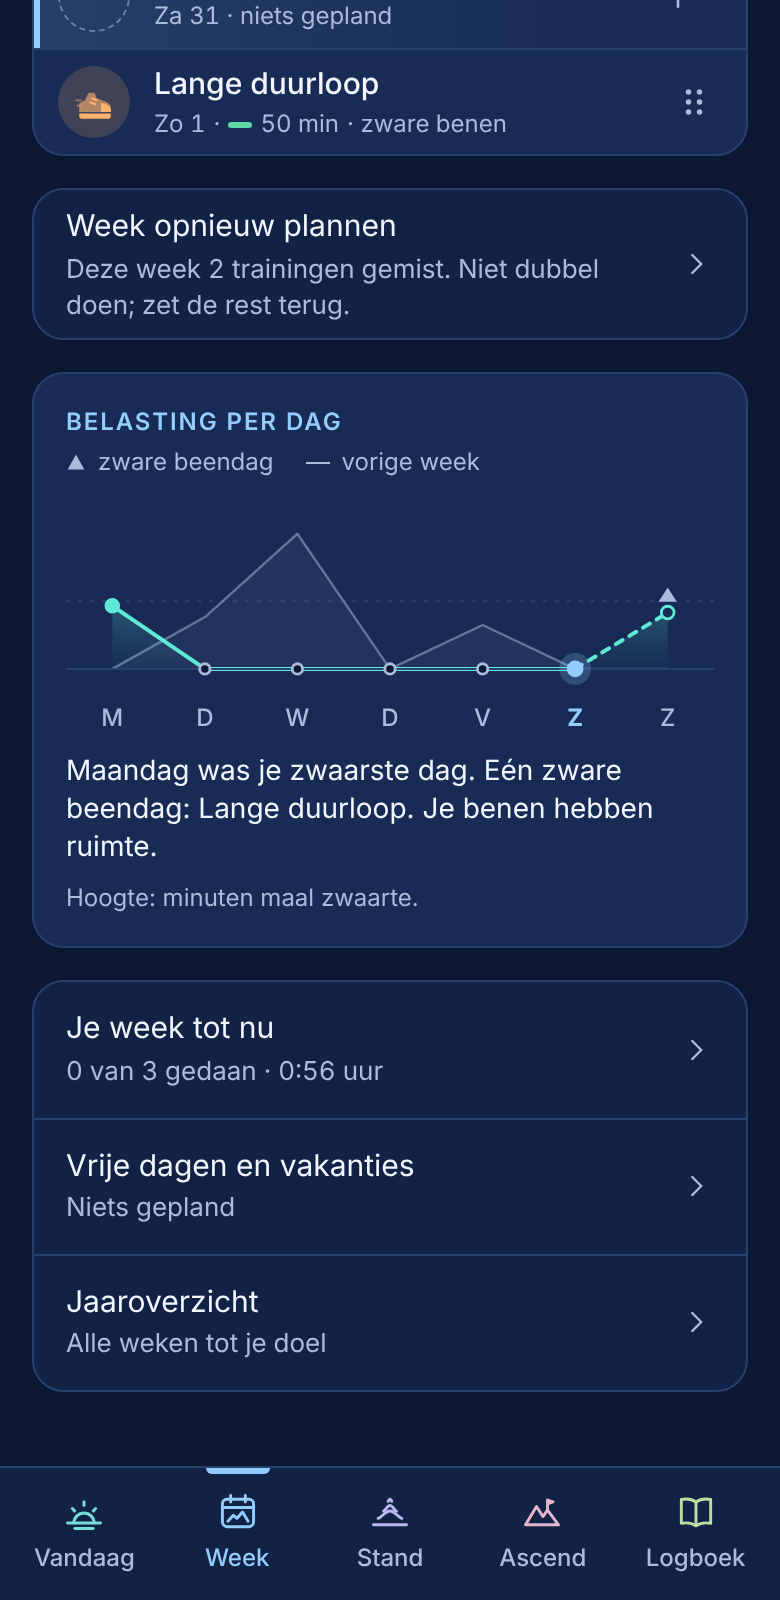 Za 31 · niets gepland
Lange duurloop
Zo 1 · 50 min · zware benen
Week opnieuw plannen
Deze week 2 trainingen gemist. Niet dubbel
doen; zet de rest terug.
BELASTING PER DAG
zware beendag — vorige week
M D W D V Z Z
Maandag was je zwaarste dag. Eén zware
beendag: Lange duurloop. Je benen hebben
ruimte.
Hoogte: minuten maal zwaarte.
Je week tot nu
0 van 3 gedaan · 0:56 uur
Vrije dagen en vakanties
Niets gepland
Jaaroverzicht
Alle weken tot je doel
Vandaag Week Stand Ascend Logboek